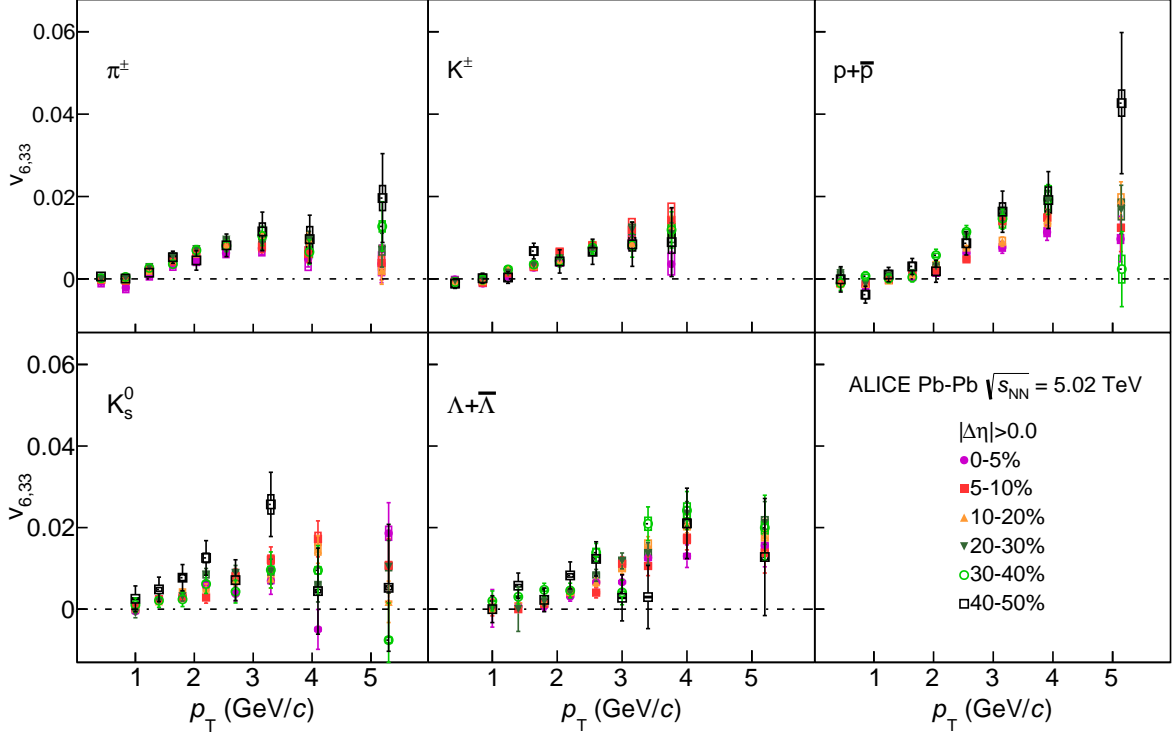 0.06
0.04
0.02
0
v₆,₃₃
π±
K±
p+p̅
0.06
0.04
0.02
0
v₆,₃₃
K⁰ₛ
Λ+Λ̅
ALICE Pb-Pb √sNN = 5.02 TeV
|Δη|>0.0
0-5%
5-10%
10-20%
20-30%
30-40%
40-50%
1 2 3 4 5
1 2 3 4 5
1 2 3 4 5
p_T (GeV/c)
p_T (GeV/c)
p_T (GeV/c)